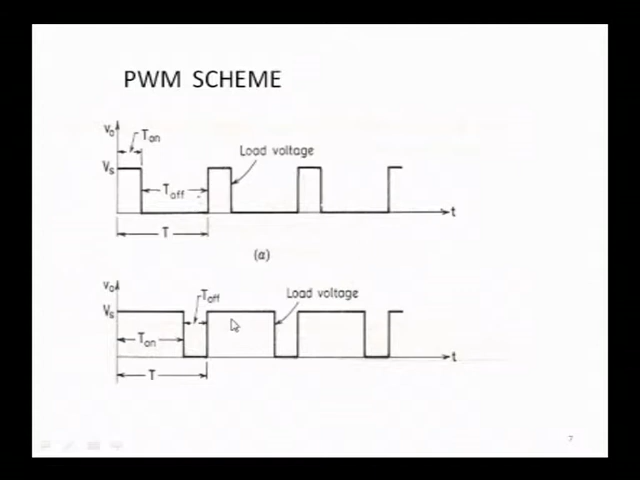 PWM SCHEME
v₀
Ton
Load voltage
Vs
Toff
t
T
(a)
v₀
Toff
Load voltage
Vs
Ton
t
T
7